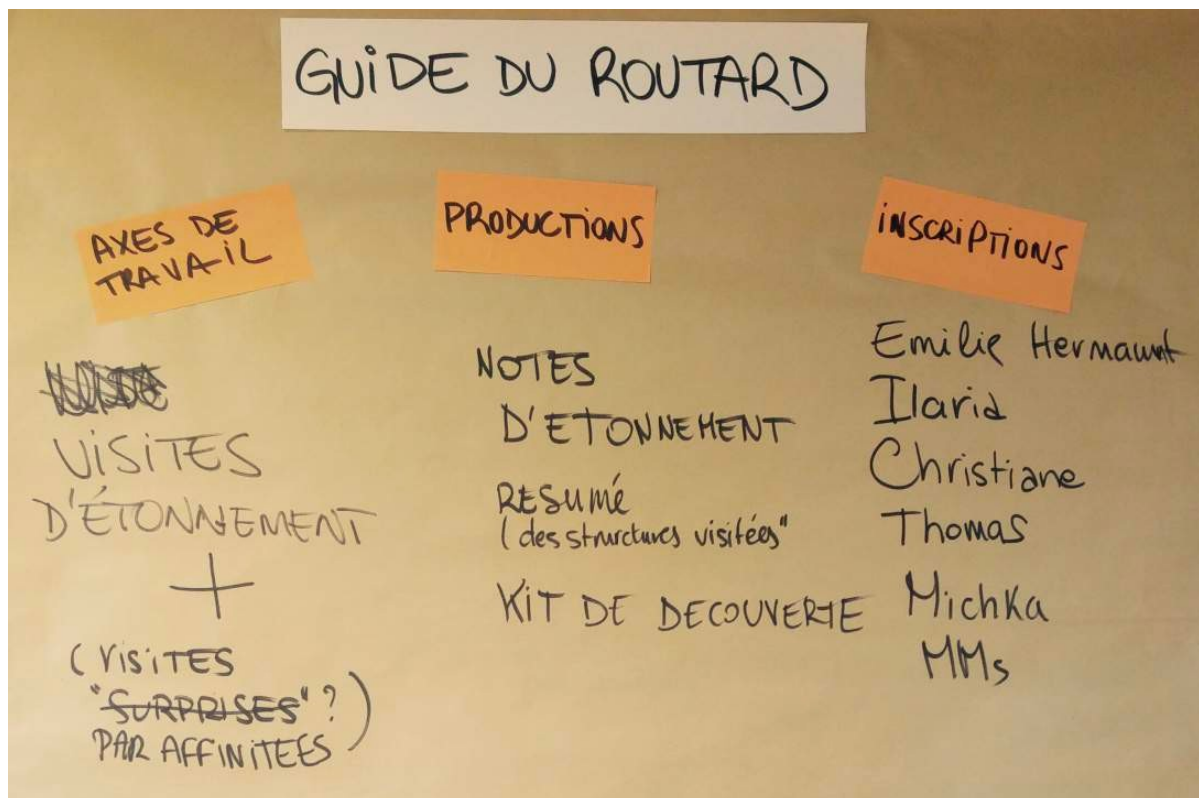 GUIDE DU ROUTARD
AXES DE
TRAVAIL
VISITES
D'ÉTONNEMENT
+
(VISITES
"SURPRISES"?)
PAR AFFINITEES
PRODUCTIONS
NOTES
D'ETONNEMENT
RESUMÉ
(des structures visitées"
KIT DE DECOUVERTE
INSCRIPTIONS
Emilie
Ilaria
Christiane
Thomas
Michka
MMs